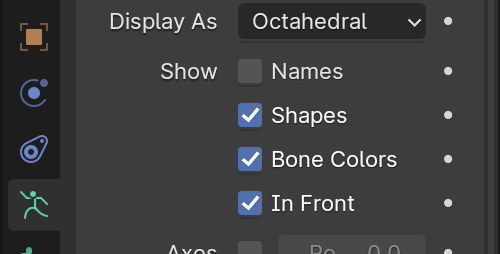 Display As Octahedral
Show Names
Shapes
Bone Colors
In Front
Axes